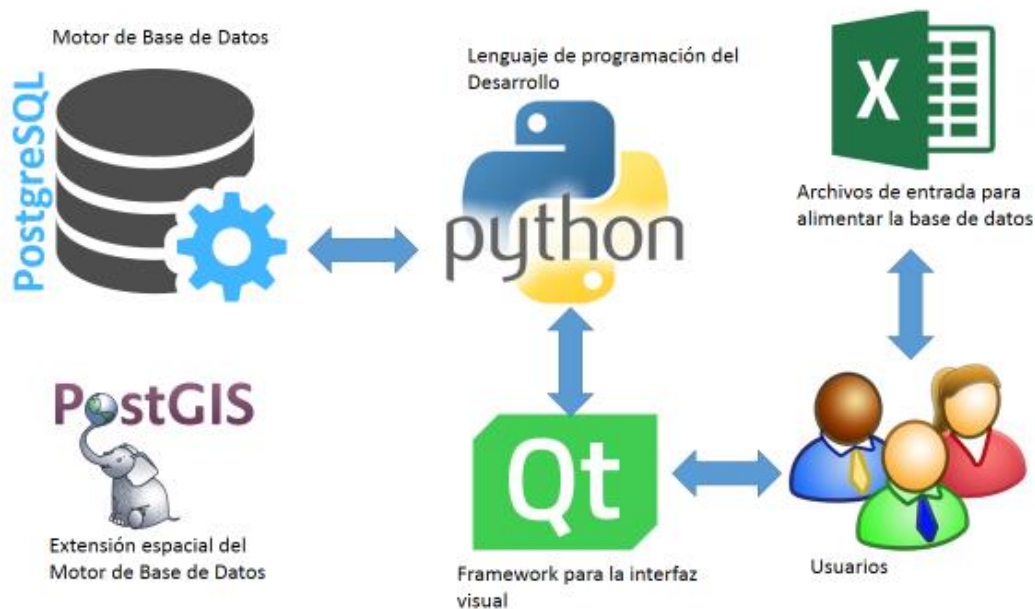 Motor de Base de Datos
PostgreSQL
Lenguaje de programación del
Desarrollo
python
X
Archivos de entrada para
alimentar la base de datos
PostGIS
Extensión espacial del
Motor de Base de Datos
Qt
Framework para la interfaz
visual
Usuarios